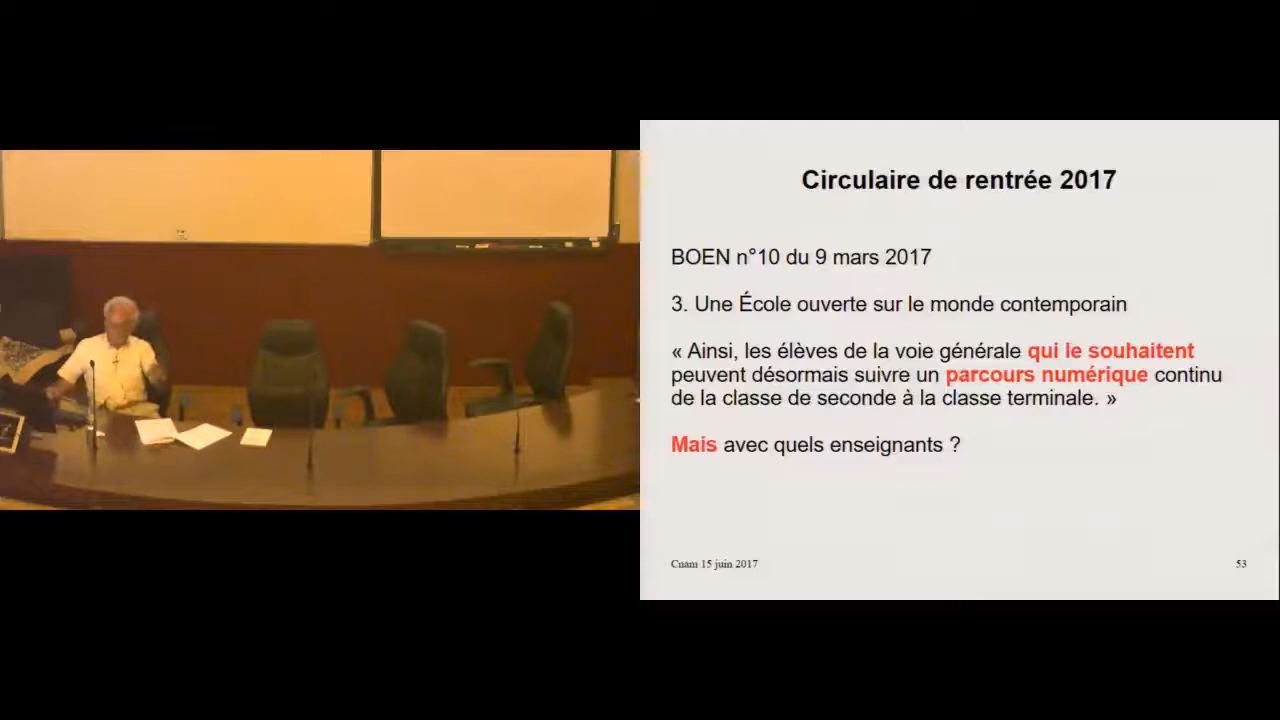 Circulaire de rentrée 2017
BOEN n°10 du 9 mars 2017
3. Une École ouverte sur le monde contemporain
« Ainsi, les élèves de la voie générale qui le souhaitent
peuvent désormais suivre un parcours numérique continu
de la classe de seconde à la classe terminale. »
Mais avec quels enseignants ?
Cnam 15 juin 2017
53